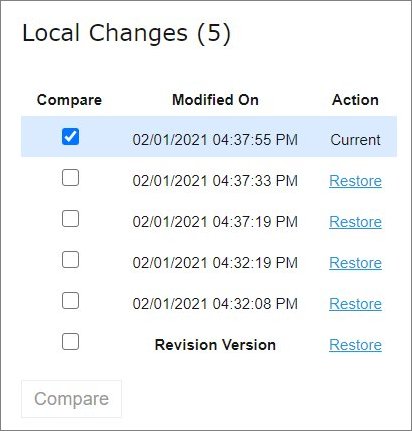 Local Changes (5)
Compare Modified On Action
02/01/2021 04:37:55 PM Current
02/01/2021 04:37:33 PM Restore
02/01/2021 04:37:19 PM Restore
02/01/2021 04:32:19 PM Restore
02/01/2021 04:32:08 PM Restore
Revision Version Restore
Compare